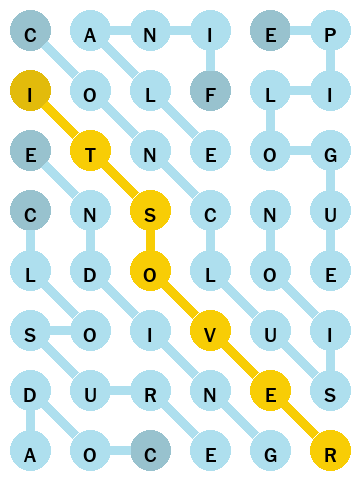 C A N I E P
I O L F L I
E T N E O G
C N S C N U
L D O L O E
S O I V U I
D U R N E S
A O C E G R